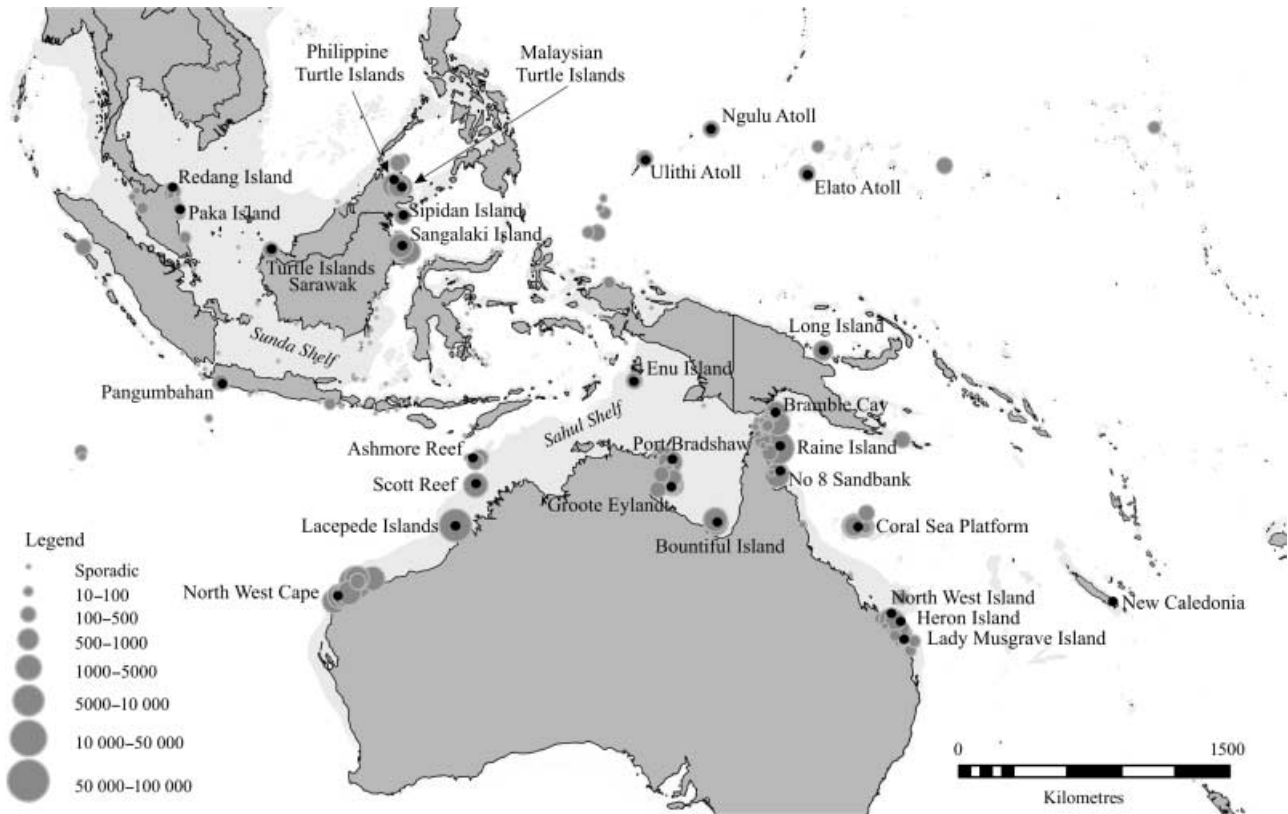 Philippine
Turtle Islands
Malaysian
Turtle Islands
Ngulu Atoll
Ulithi Atoll
Elato Atoll
Redang Island
Paka Island
Sipidan Island
Sangalaki Island
Turtle Islands
Sarawak
Sunda Shelf
Long Island
Pangumbahan
Enu Island
Sahul Shelf
Bramble Cay
Ashmore Reef
Port Bradshaw
Raine Island
Scott Reef
No 8 Sandbank
Groote Eylandt
Lacepede Islands
Bountiful Island
Coral Sea Platform
North West Cape
North West Island
Heron Island
Lady Musgrave Island
New Caledonia
Legend
Sporadic
10–100
100–500
500–1000
1000–5000
5000–10 000
10 000–50 000
50 000–100 000
0 1500
Kilometres